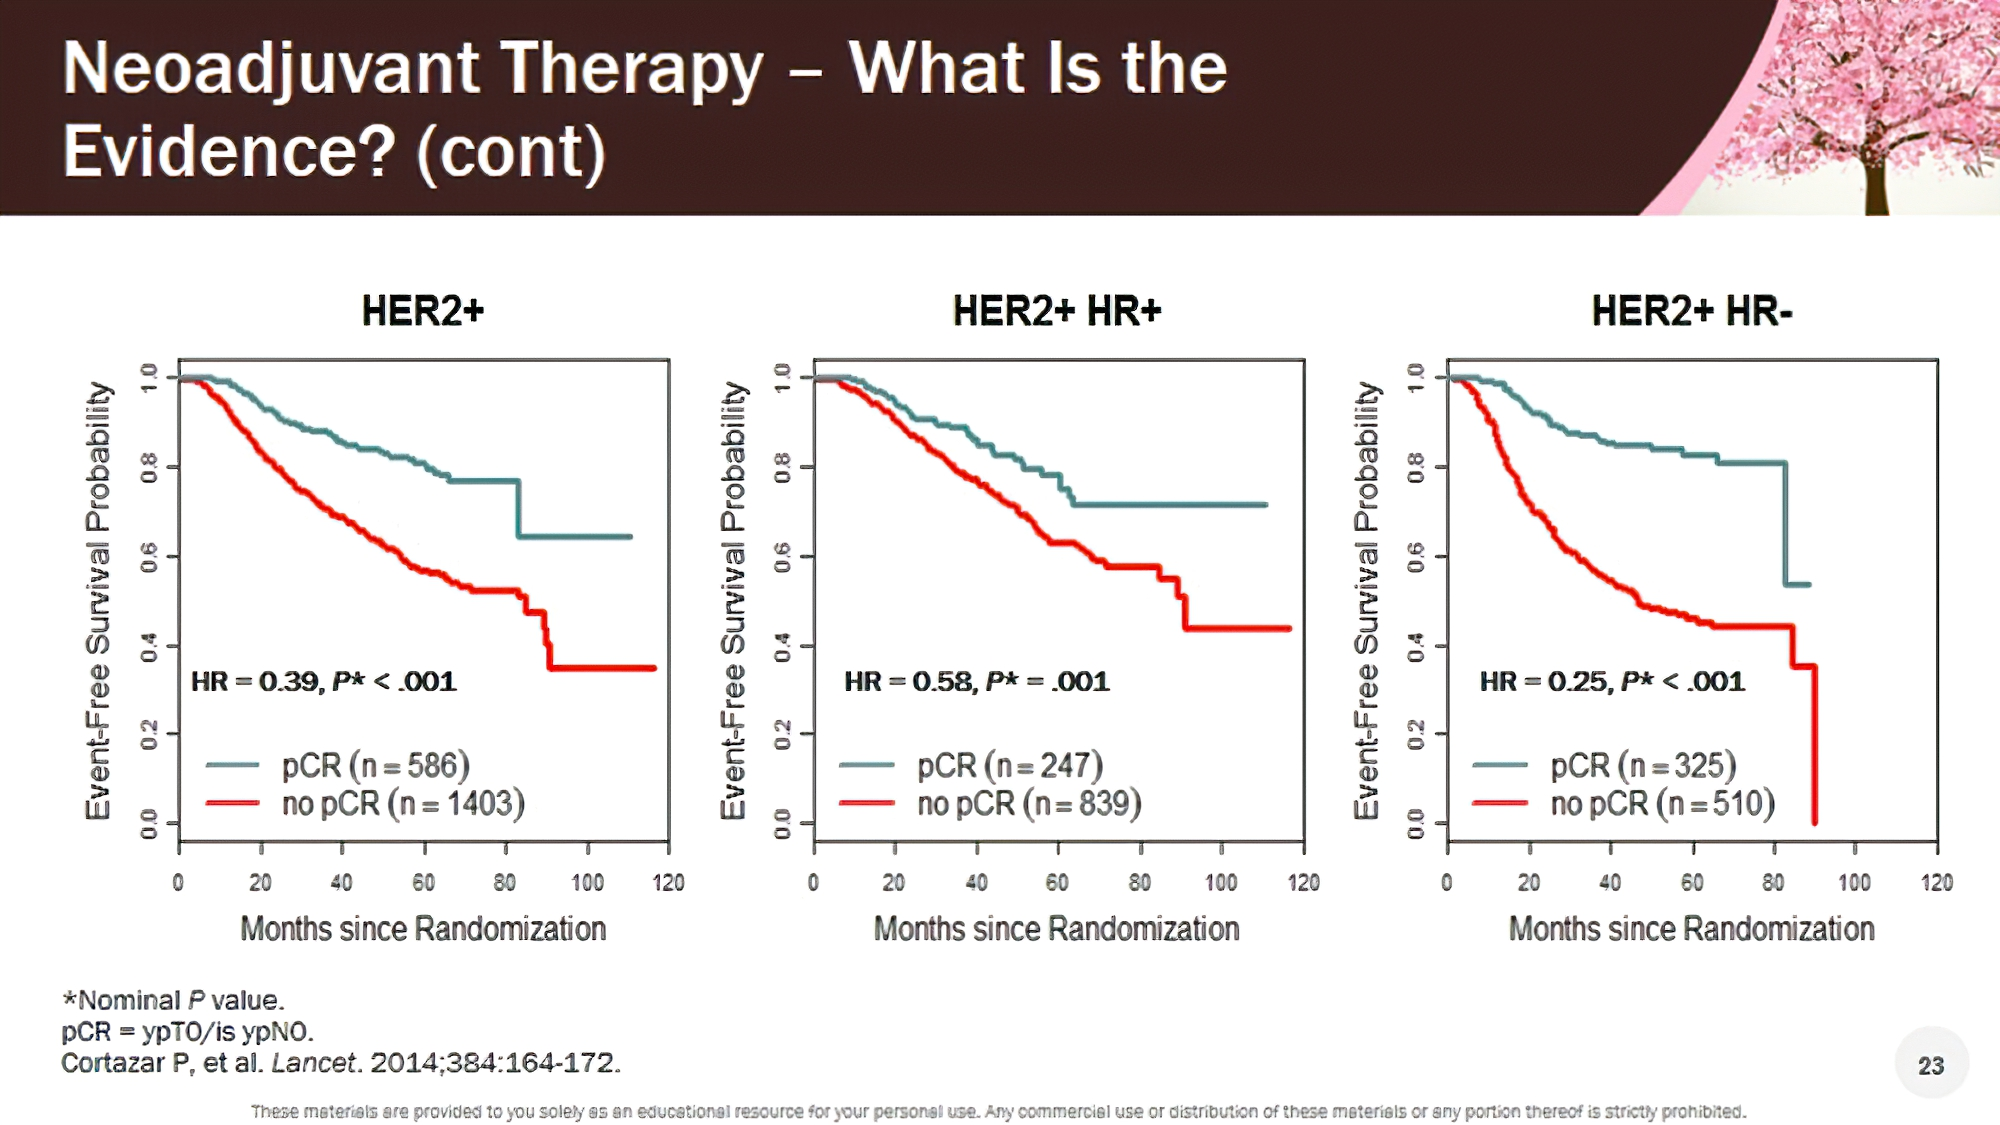 Neoadjuvant Therapy – What Is the
Evidence? (cont)
HER2+
Event-Free Survival Probability
1.0
0.8
0.6
0.4
0.2
0.0
HR = 0.39, P* < .001
pCR (n = 586)
no pCR (n = 1403)
0 20 40 60 80 100 120
Months since Randomization
HER2+ HR+
Event-Free Survival Probability
1.0
0.8
0.6
0.4
0.2
0.0
HR = 0.58, P* = .001
pCR (n = 247)
no pCR (n = 839)
0 20 40 60 80 100 120
Months since Randomization
HER2+ HR-
Event-Free Survival Probability
1.0
0.8
0.6
0.4
0.2
0.0
HR = 0.25, P* < .001
pCR (n = 325)
no pCR (n = 510)
0 20 40 60 80 100 120
Months since Randomization
*Nominal P value.
pCR = ypT0/is ypN0.
Cortazar P, et al. Lancet. 2014;384:164-172.
23
These materials are provided to you solely as an educational resource for your personal use. Any commercial use or distribution of these materials or any portion thereof is strictly prohibited.